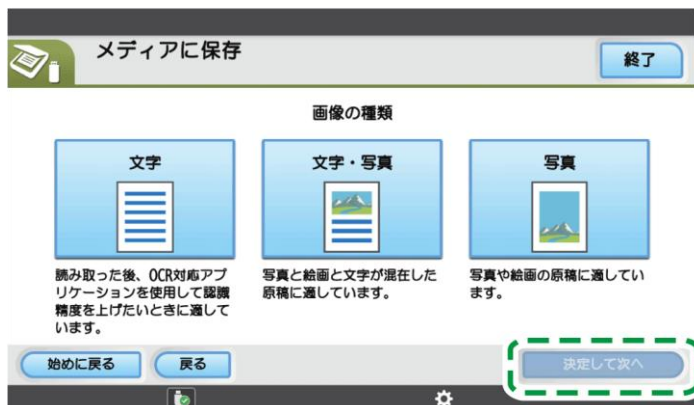 メディアに保存
終了
画像の種類
文字
文字・写真
写真
読み取った後、OCR対応アプ
リケーションを使用して認識
精度を上げたいときに適して
います。
写真と絵画と文字が混在した
原稿に適しています。
写真や絵画の原稿に適してい
ます。
始めに戻る
戻る
決定して次へ